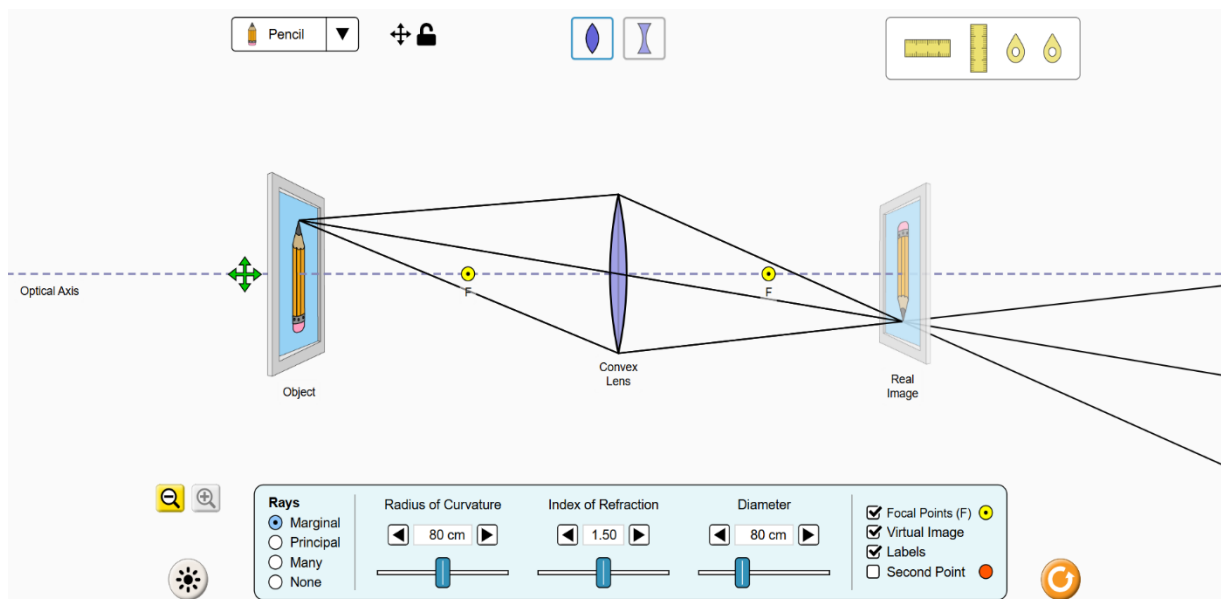 Pencil
F
F
Optical Axis
Convex
Lens
Object
Real
Image
Rays
Marginal
Principal
Many
None
Radius of Curvature
80 cm
Index of Refraction
1.50
Diameter
80 cm
Focal Points (F)
Virtual Image
Labels
Second Point